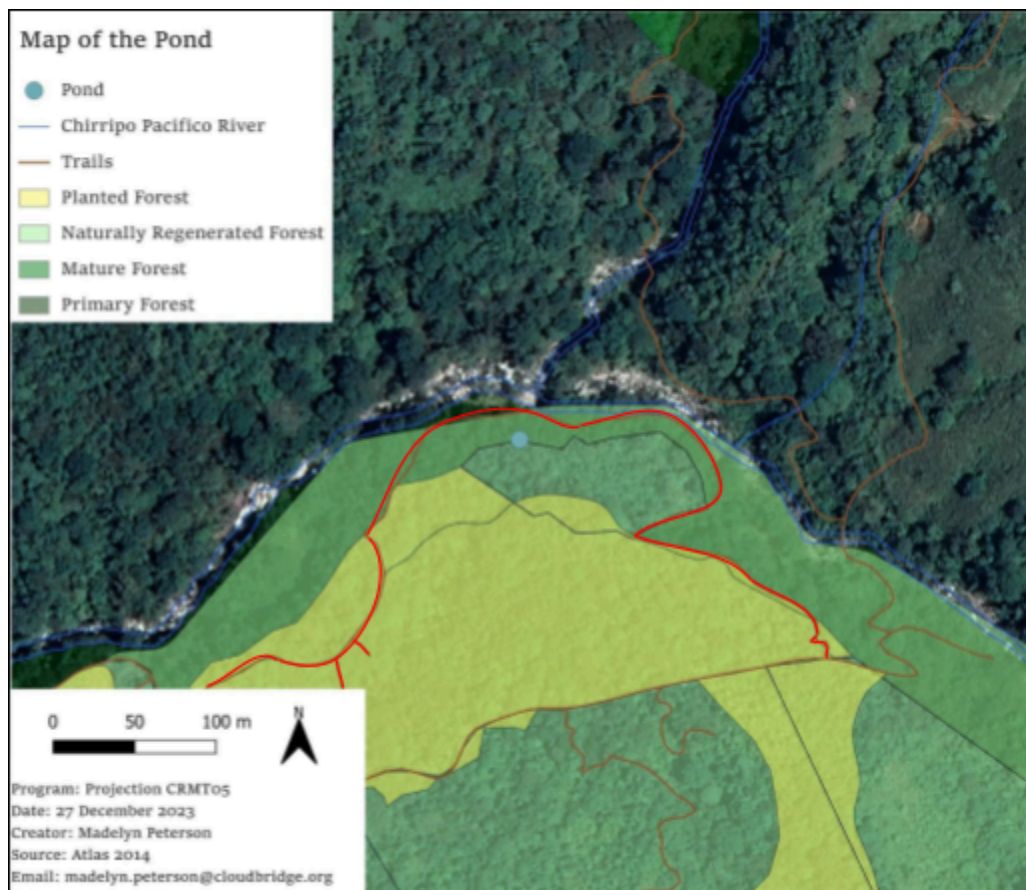 Map of the Pond
Pond
Chirripo Pacifico River
Trails
Planted Forest
Naturally Regenerated Forest
Mature Forest
Primary Forest
0 50 100 m
N
Program: Projection CRMT05
Date: 27 December 2023
Creator: Madelyn Peterson
Source: Atlas 2014
Email: madelyn.peterson@cloudbridge.org